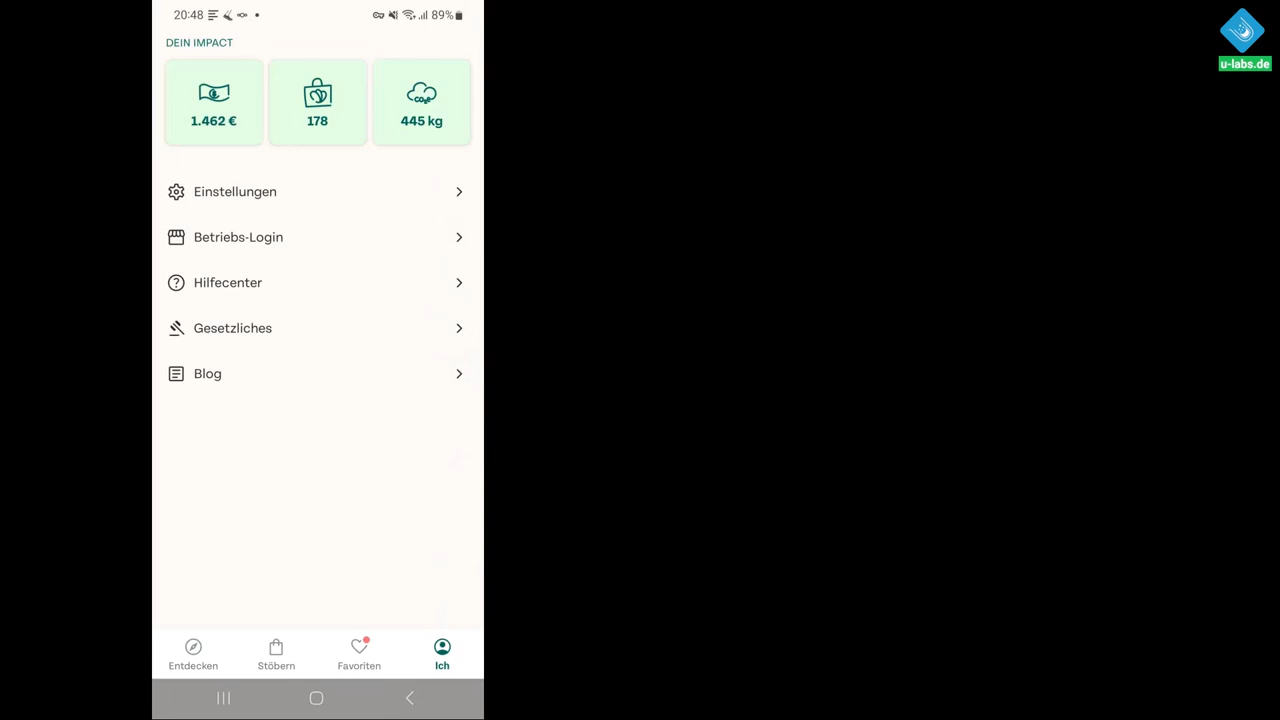 20:48
89%
u-labs.de
DEIN IMPACT
1.462 €
178
CO₂e
445 kg
Einstellungen
Betriebs-Login
Hilfecenter
Gesetzliches
Blog
Entdecken
Stöbern
Favoriten
Ich